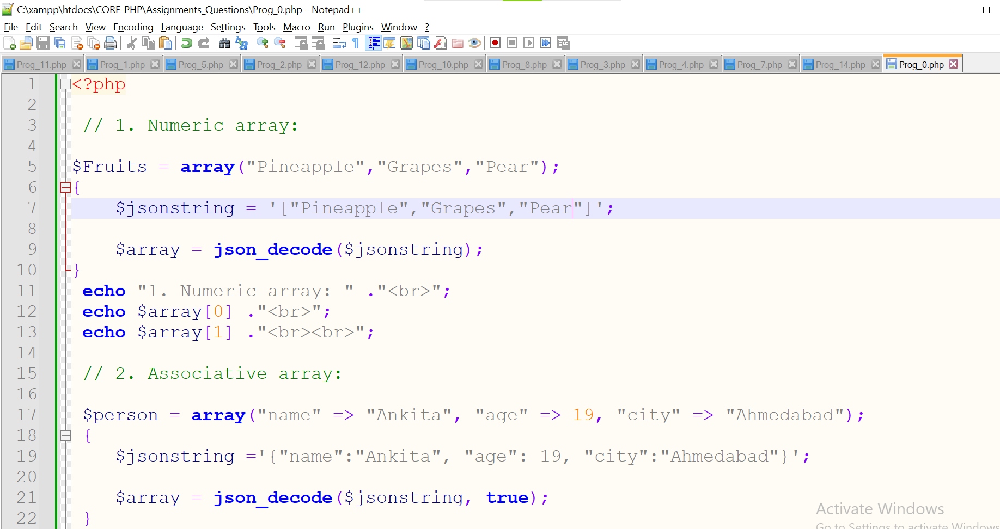 C:\xampp\htdocs\CORE-PHP\Assignments_Questions\Prog_0.php - Notepad++
File Edit Search View Encoding Language Settings Tools Macro Run Plugins Window ?
Prog_11.php Prog_1.php Prog_5.php Prog_2.php Prog_12.php Prog_10.php Prog_8.php Prog_3.php Prog_4.php Prog_7.php Prog_14.php Prog_0.php
1 <?php
2
3 // 1. Numeric array:
4
5 $Fruits = array("Pineapple","Grapes","Pear");
6 {
7 $jsonstring = '["Pineapple","Grapes","Pear"]';
8
9 $array = json_decode($jsonstring);
10 }
11 echo "1. Numeric array: " ."<br>";
12 echo $array[0] ."<br>";
13 echo $array[1] ."<br><br>";
14
15 // 2. Associative array:
16
17 $person = array("name" => "Ankita", "age" => 19, "city" => "Ahmedabad");
18 {
19 $jsonstring ='{"name":"Ankita", "age": 19, "city":"Ahmedabad"}';
20
21 $array = json_decode($jsonstring, true);
22 }
Activate Windows
Go to Settings to activate Windows